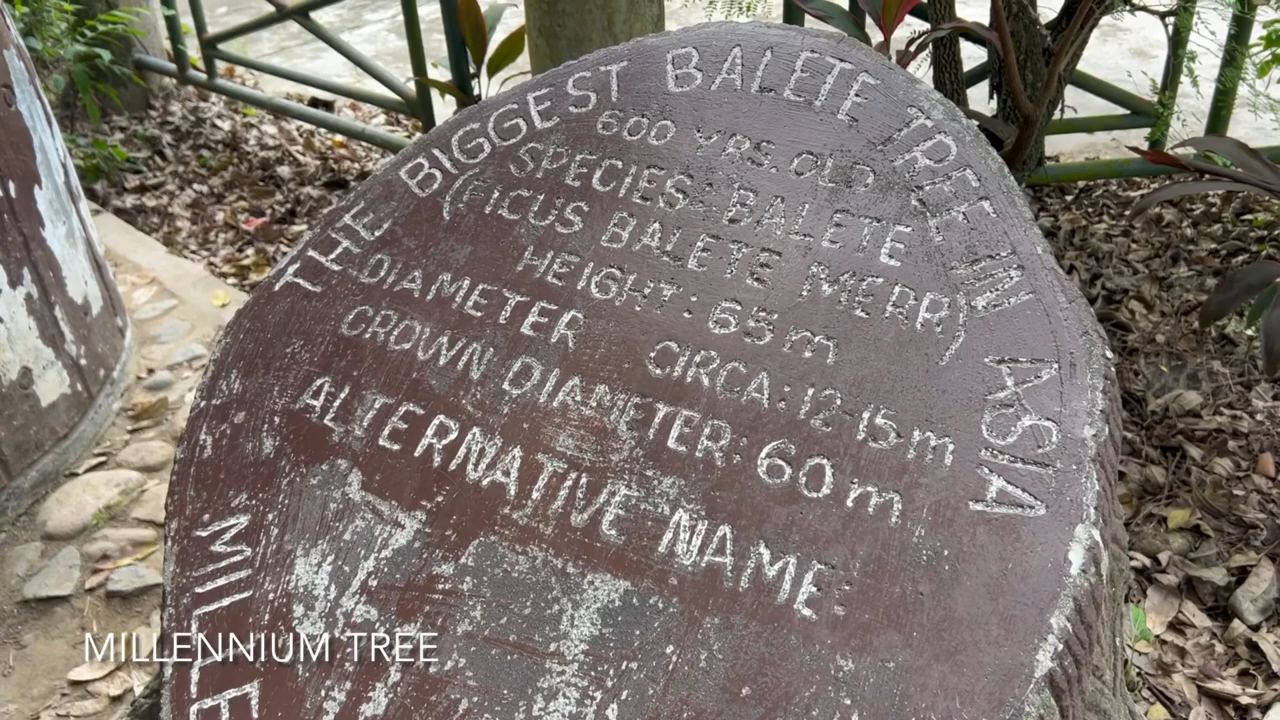 THE BIGGEST BALETE TREE IN ASIA
600 YRS. OLD
SPECIES: BALETE
(FICUS BALETE MERR)
HEIGHT: 65m
DIAMETER CIRCA: 12-15m
CROWN DIAMETER: 60m
ALTERNATIVE NAME:
MILLE
MILLENNIUM TREE